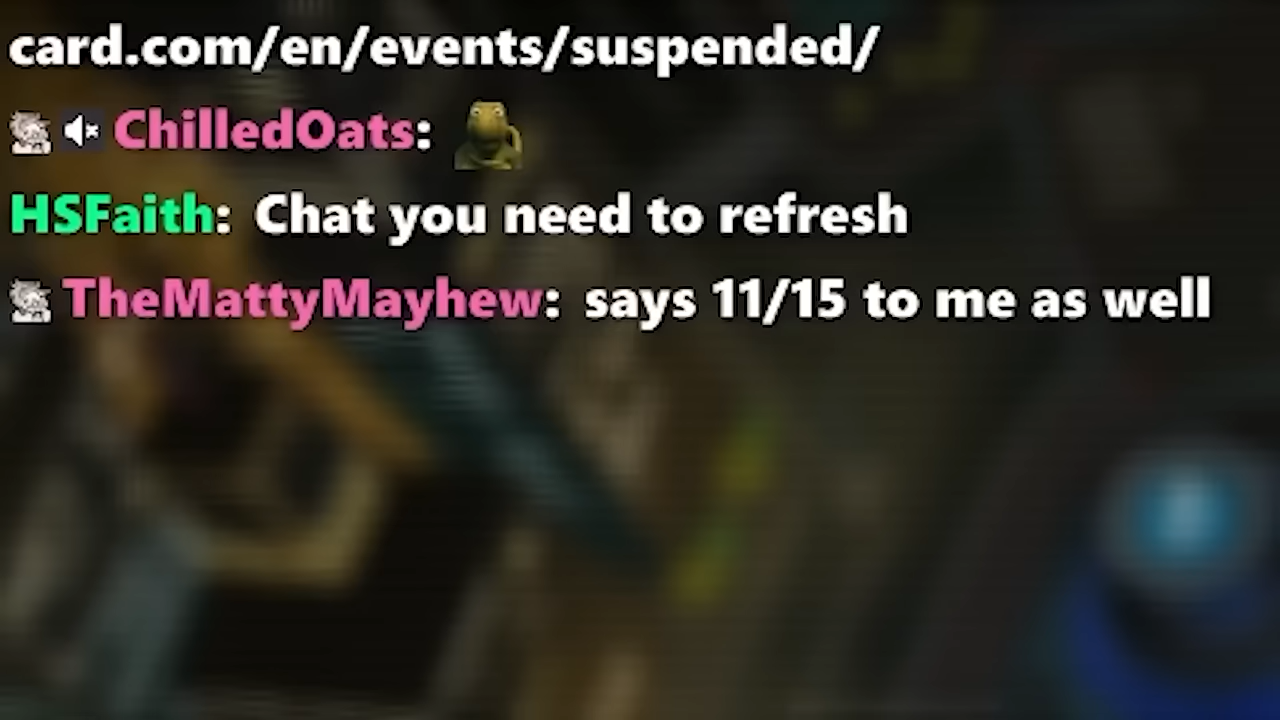 card.com/en/events/suspended/
ChilledOats:
HSFaith: Chat you need to refresh
TheMattyMayhew: says 11/15 to me as well